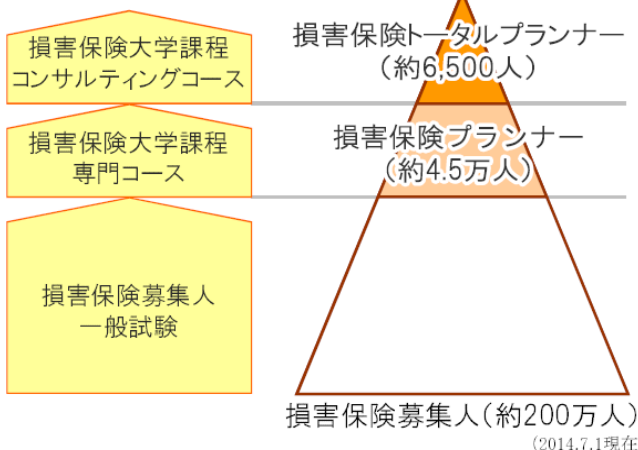 損害保険大学課程
コンサルティングコース
損害保険トータルプランナー
（約6,500人）
損害保険大学課程
専門コース
損害保険プランナー
（約4.5万人）
損害保険募集人
一般試験
損害保険募集人（約200万人）
（2014.7.1現在